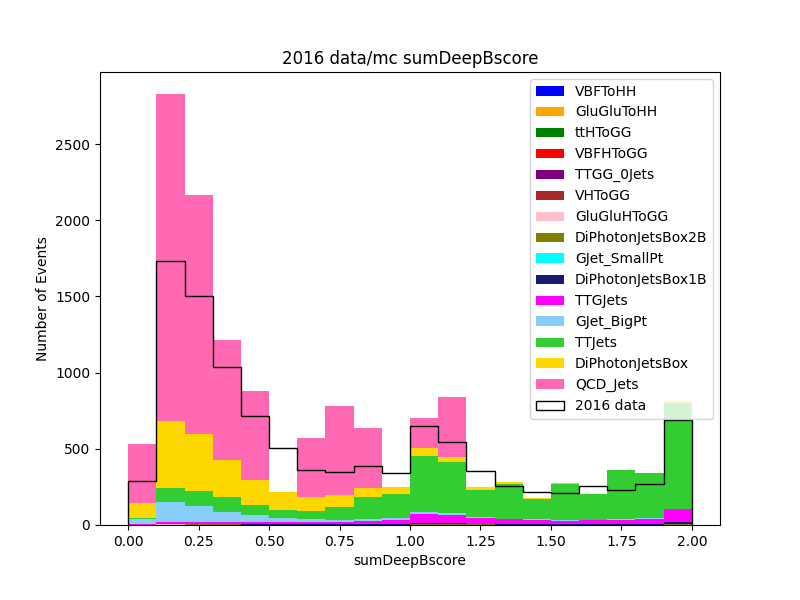 2016 data/mc sumDeepBscore
Number of Events
2500
2000
1500
1000
500
0
0.00 0.25 0.50 0.75 1.00 1.25 1.50 1.75 2.00
sumDeepBscore
VBFToHH
GluGluToHH
ttHToGG
VBFHToGG
TTGG_0Jets
VHToGG
GluGluHToGG
DiPhotonJetsBox2B
GJet_SmallPt
DiPhotonJetsBox1B
TTGJets
GJet_BigPt
TTJets
DiPhotonJetsBox
QCD_Jets
2016 data